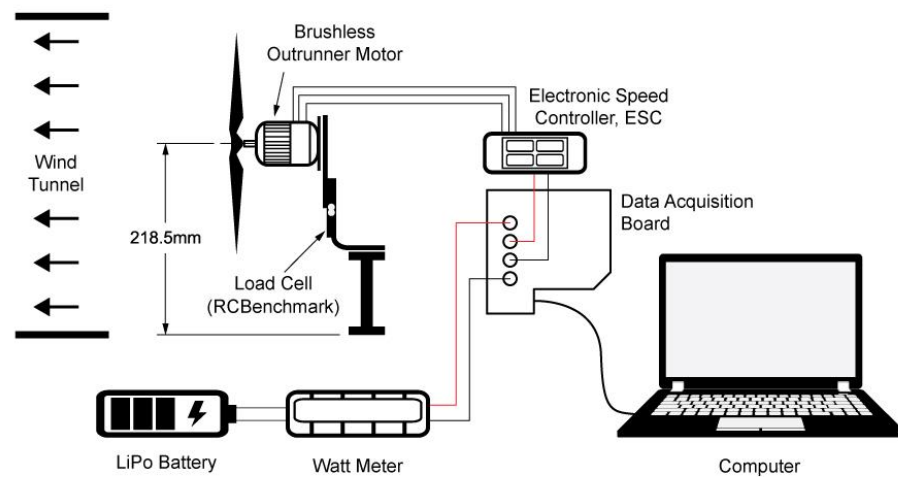 Brushless
Outrunner Motor
Electronic Speed
Controller, ESC
Wind
Tunnel
218.5mm
Data Acquisition
Board
Load Cell
(RCBenchmark)
LiPo Battery
Watt Meter
Computer